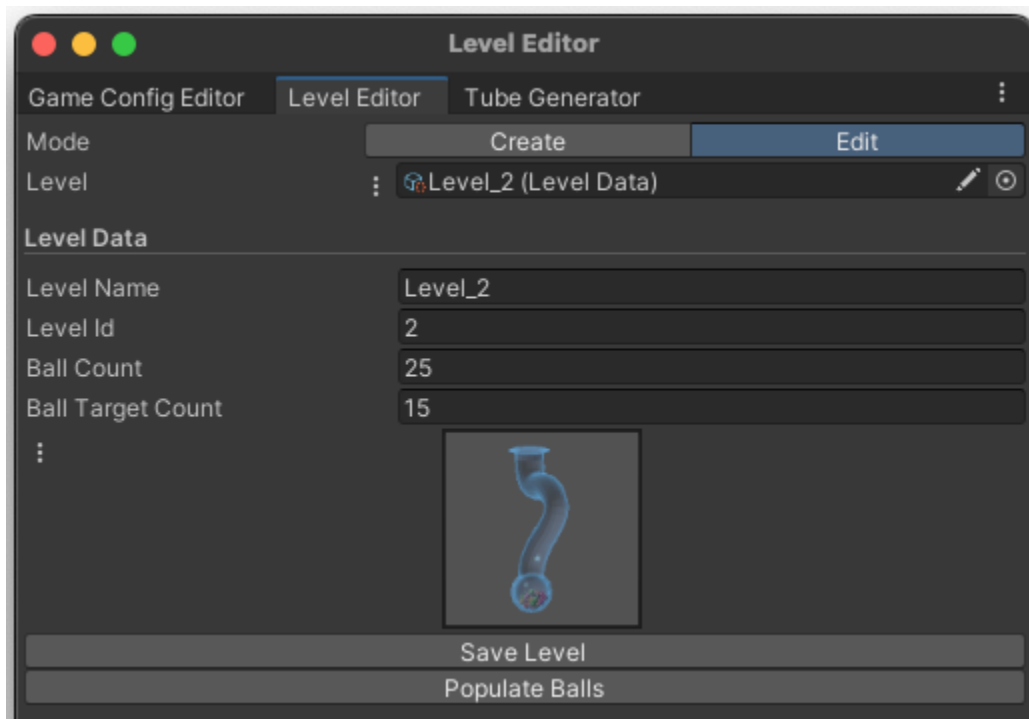 Level Editor
Game Config Editor Level Editor Tube Generator
Mode Create Edit
Level Level_2 (Level Data)
Level Data
Level Name Level_2
Level Id 2
Ball Count 25
Ball Target Count 15
Save Level
Populate Balls